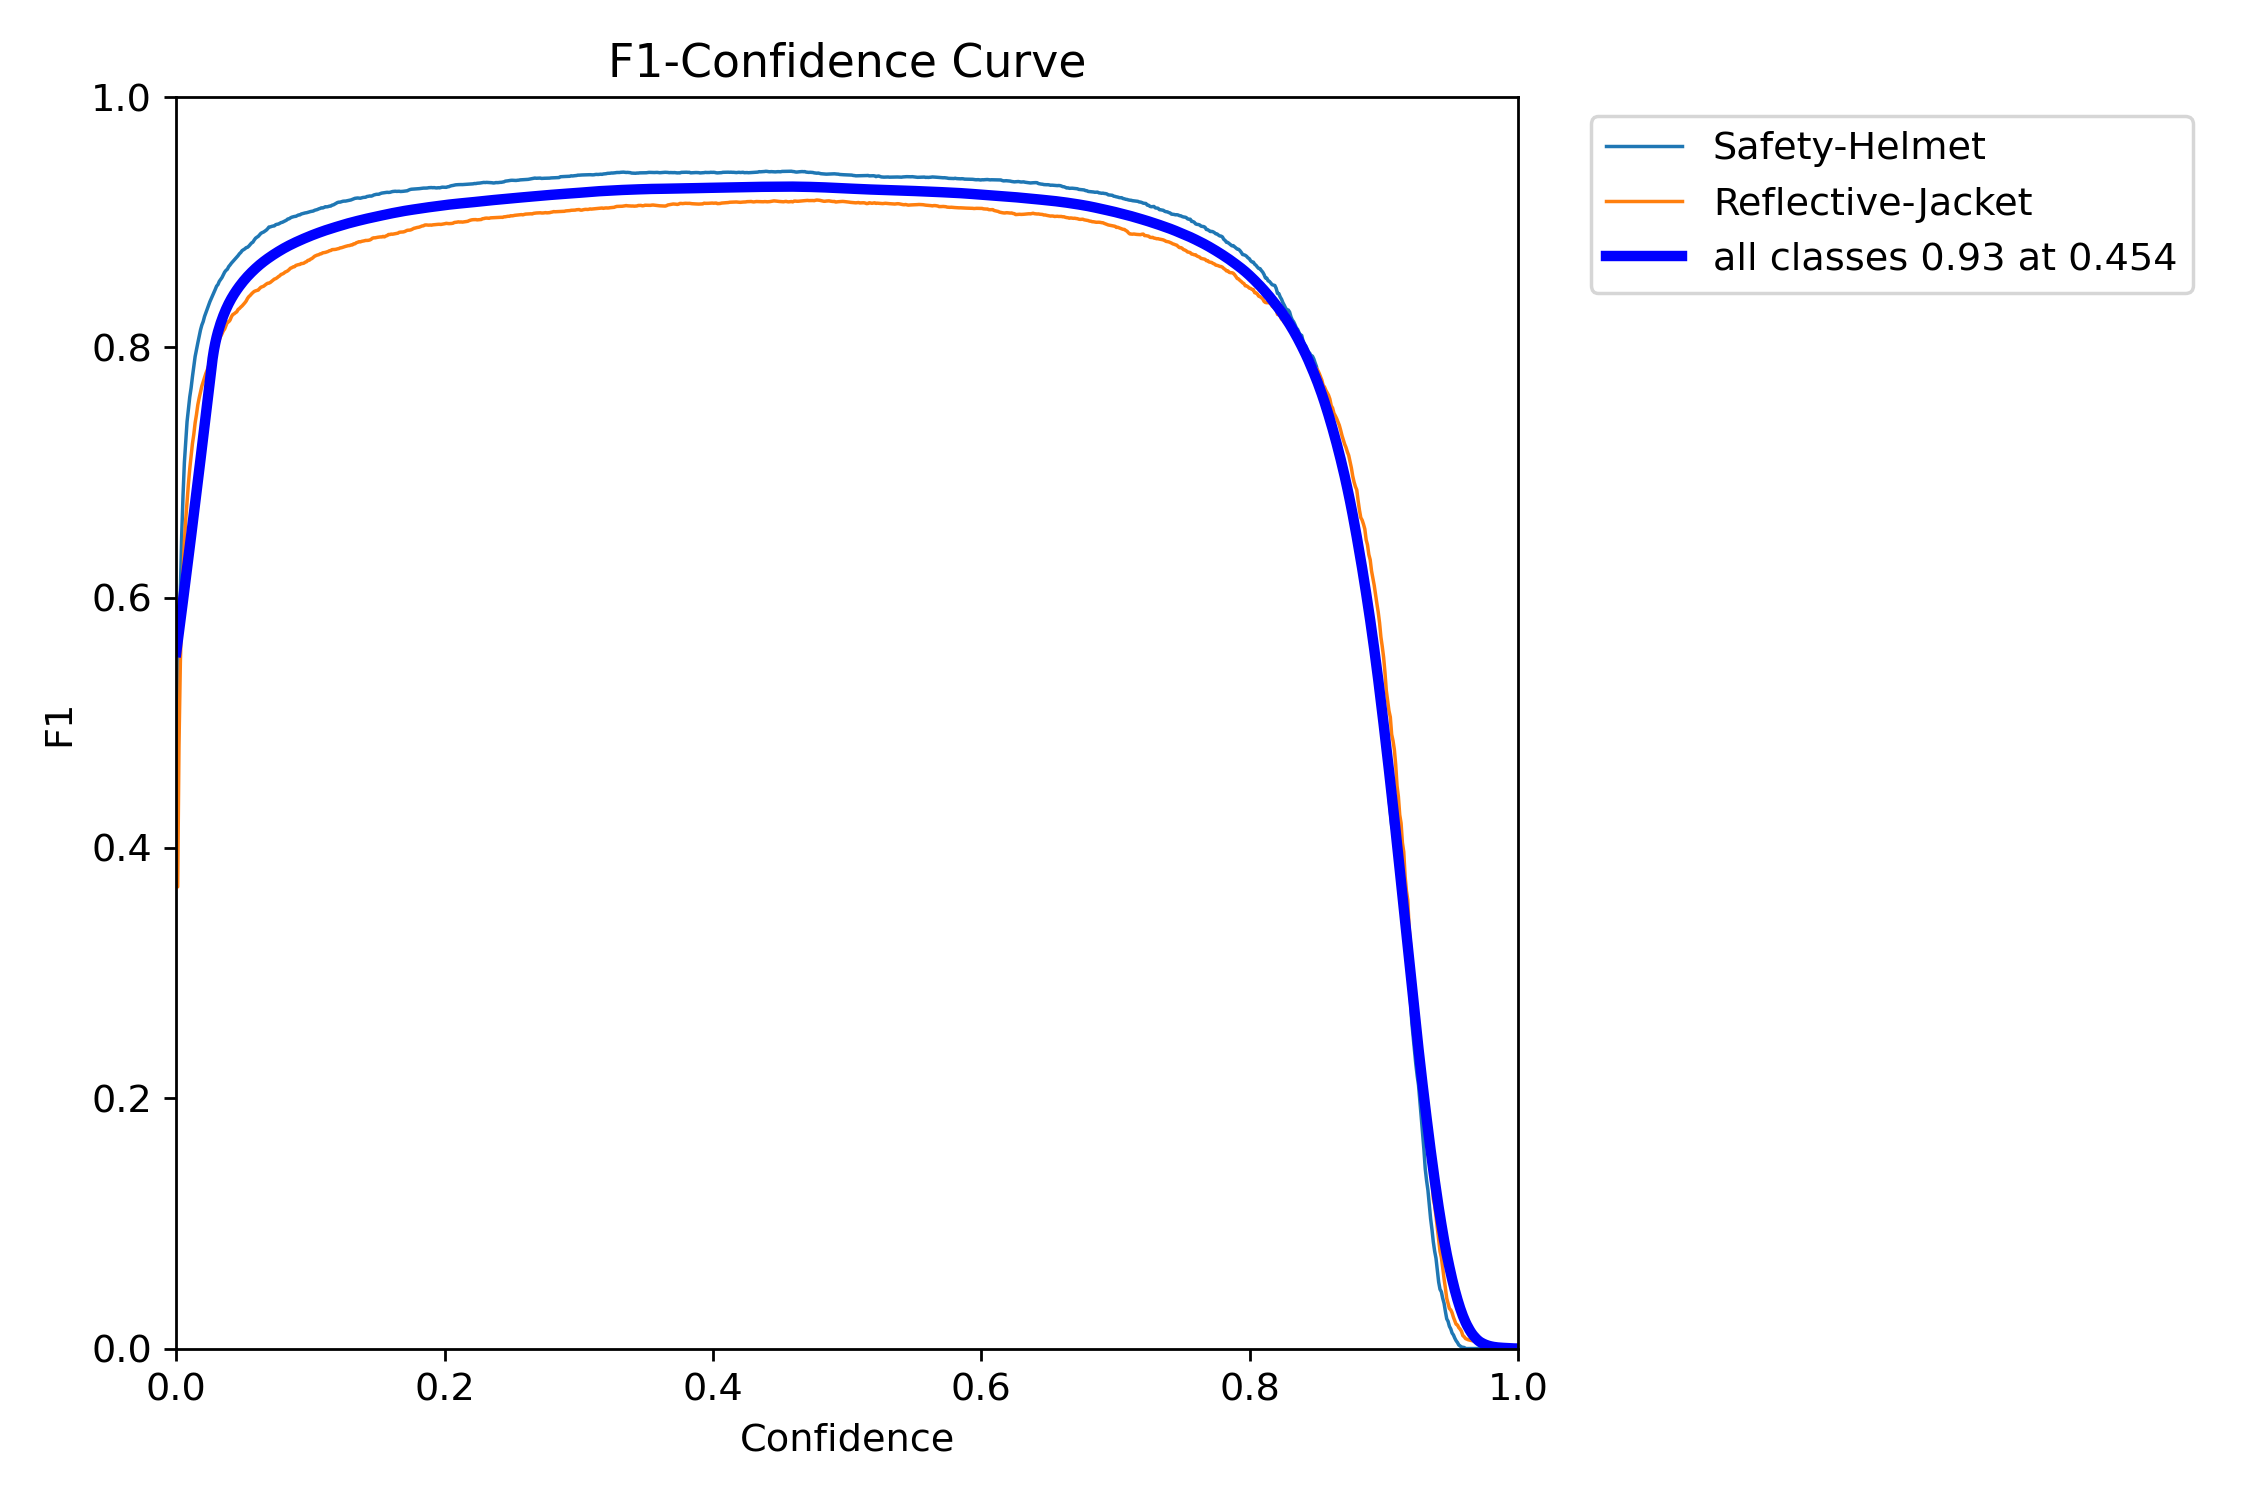 F1-Confidence Curve
1.0
0.8
0.6
0.4
0.2
0.0
F1
0.0 0.2 0.4 0.6 0.8 1.0
Confidence
Safety-Helmet
Reflective-Jacket
all classes 0.93 at 0.454